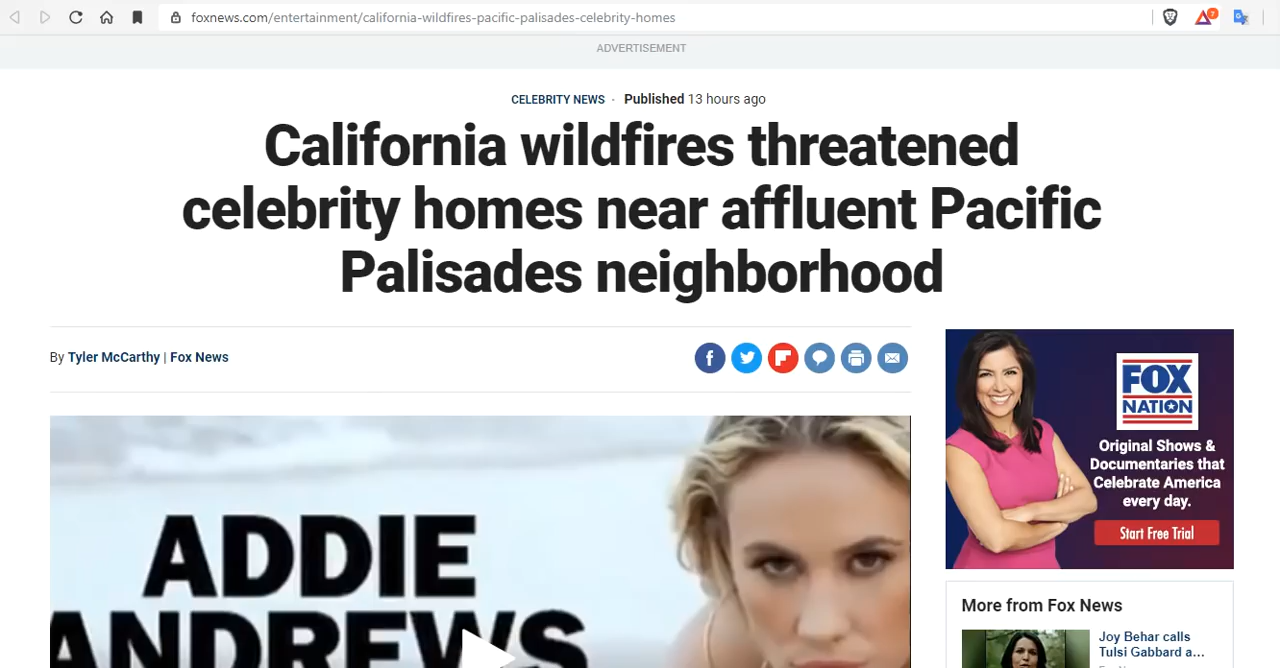 foxnews.com/entertainment/california-wildfires-pacific-palisades-celebrity-homes
7
ADVERTISEMENT
CELEBRITY NEWS · Published 13 hours ago
California wildfires threatened
celebrity homes near affluent Pacific
Palisades neighborhood
By Tyler McCarthy | Fox News
FOX
NATION
Original Shows &
Documentaries that
Celebrate America
every day.
Start Free Trial
ADDIE
ANDREWS
More from Fox News
Joy Behar calls
Tulsi Gabbard a...